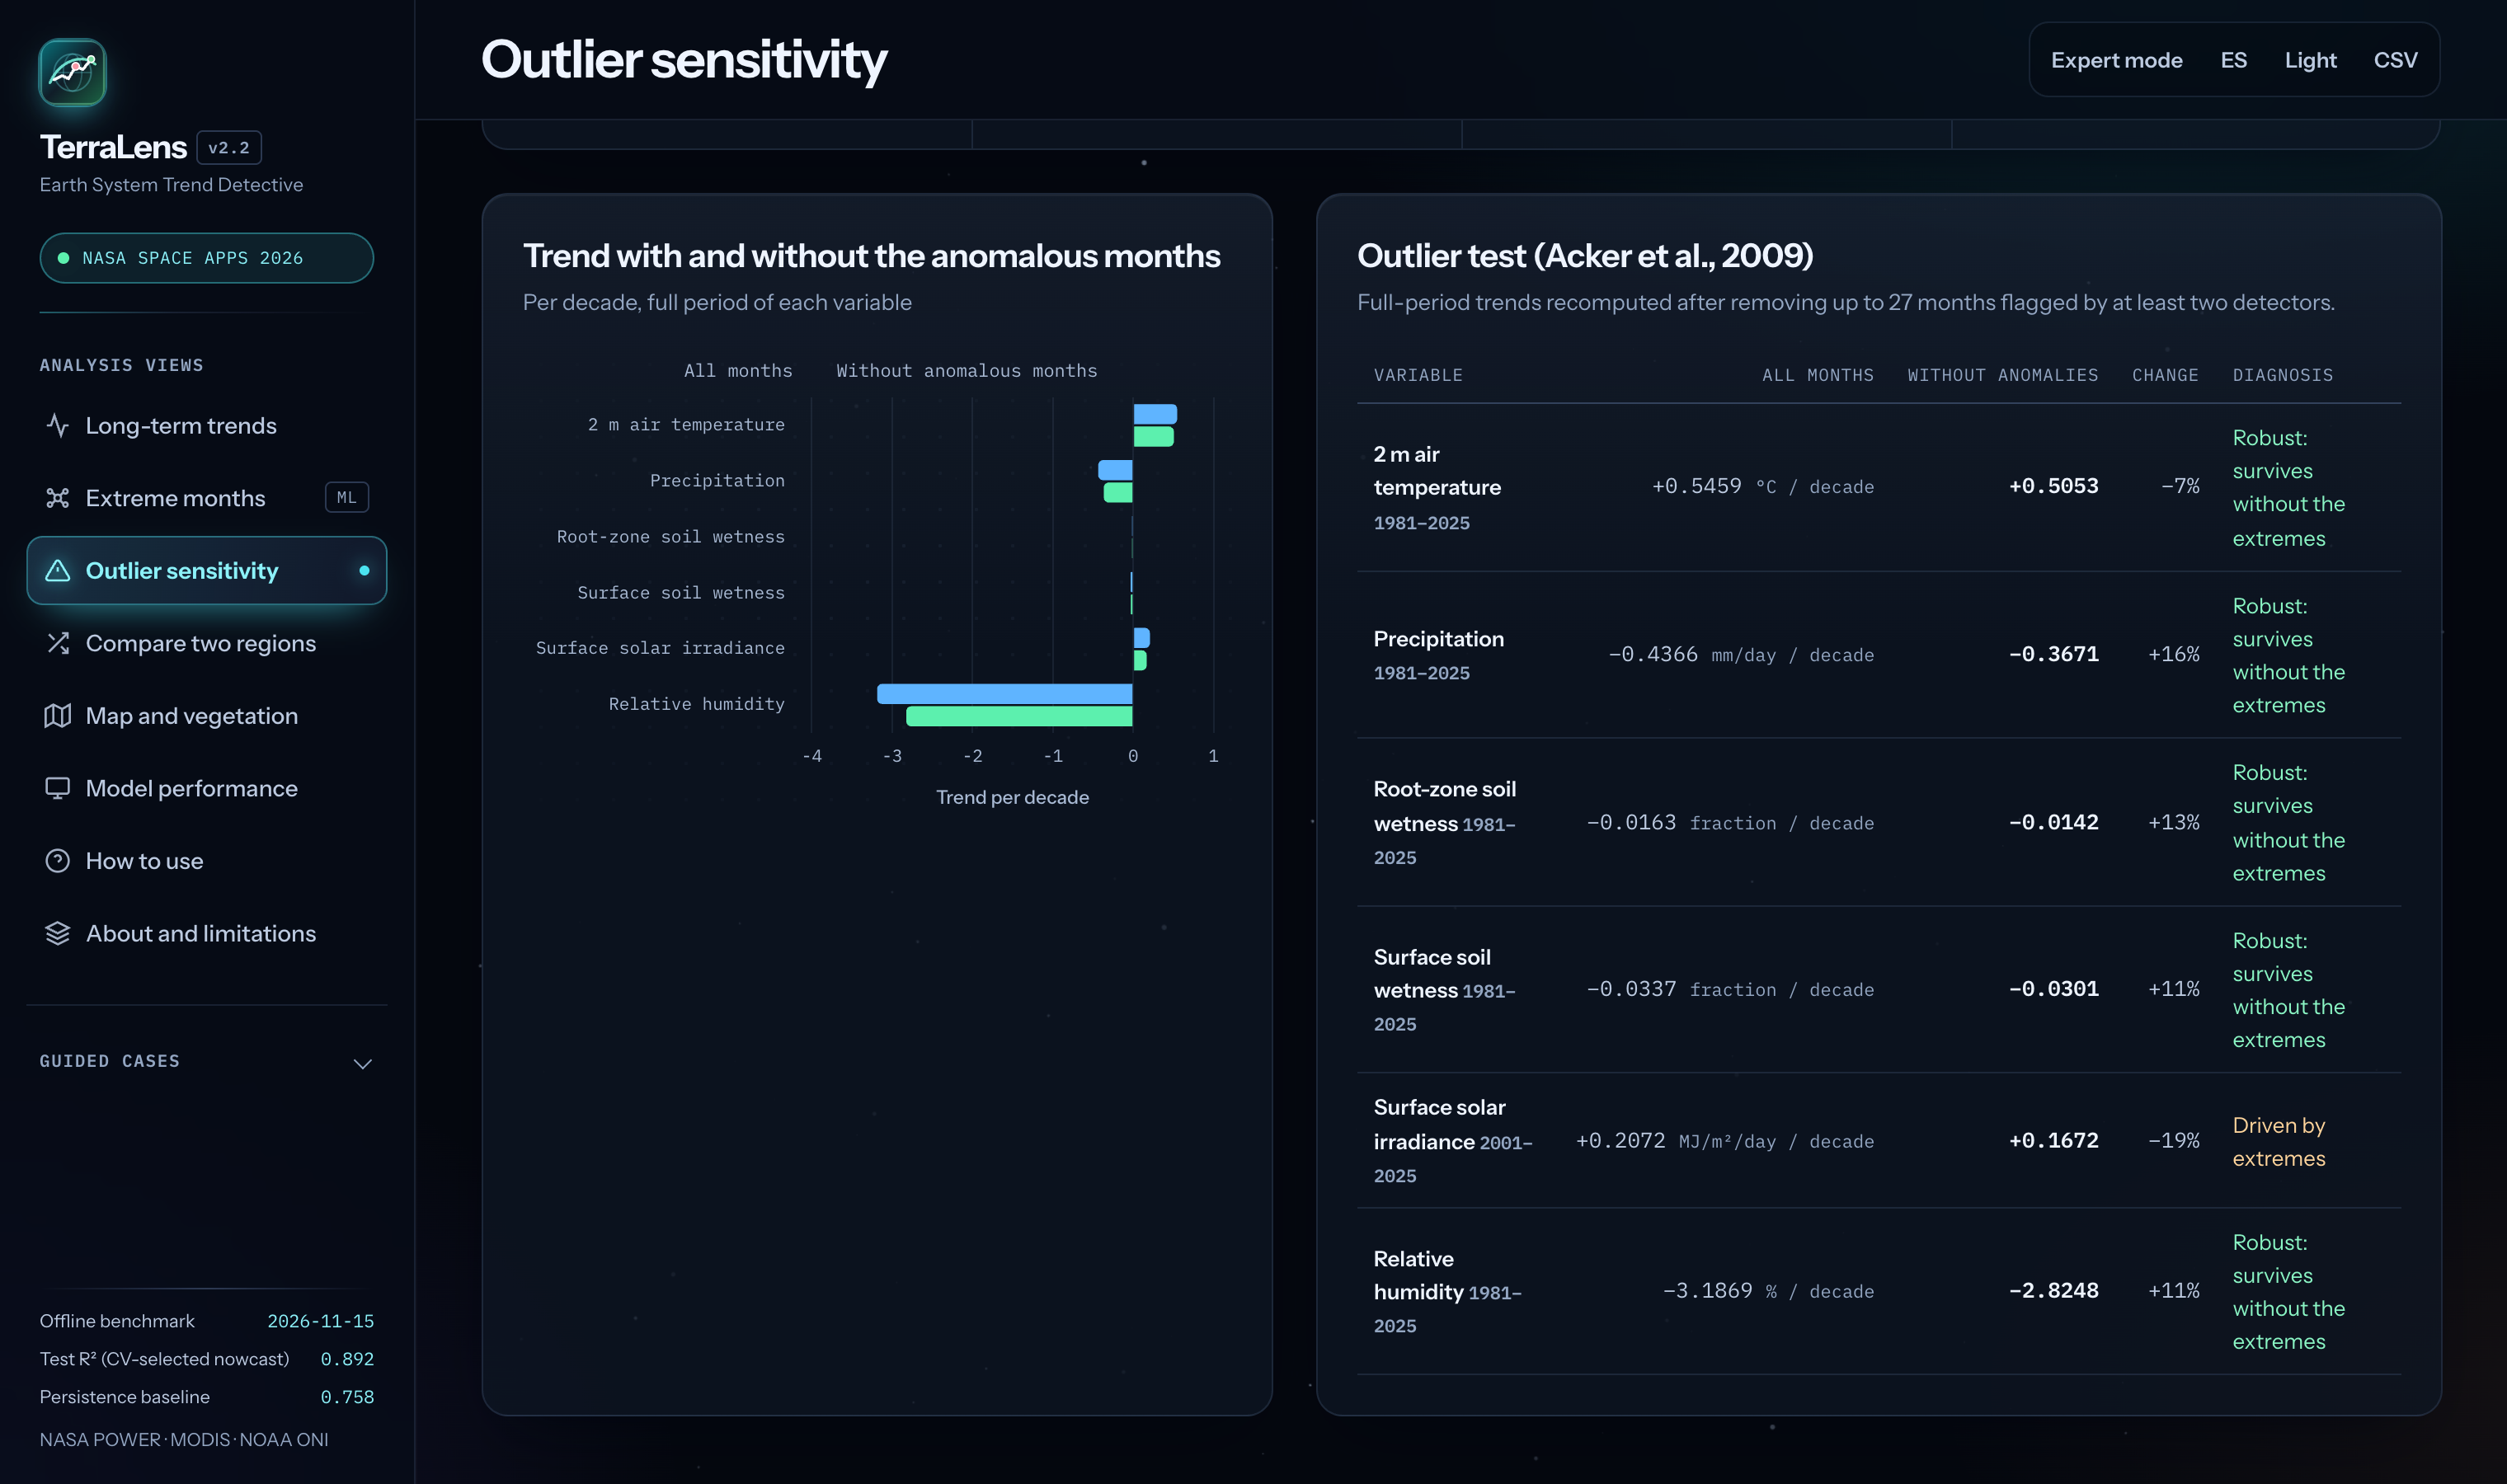 TerraLens v2.2
Earth System Trend Detective
NASA SPACE APPS 2026
ANALYSIS VIEWS
Long-term trends
Extreme months ML
Outlier sensitivity
Compare two regions
Map and vegetation
Model performance
How to use
About and limitations
GUIDED CASES
Offline benchmark 2026-11-15
Test R² (CV-selected nowcast) 0.892
Persistence baseline 0.758
NASA POWER · MODIS · NOAA ONI
Outlier sensitivity
Expert mode ES Light CSV
Trend with and without the anomalous months
Per decade, full period of each variable
All months Without anomalous months
2 m air temperature
Precipitation
Root-zone soil wetness
Surface soil wetness
Surface solar irradiance
Relative humidity
-4 -3 -2 -1 0 1
Trend per decade
Outlier test (Acker et al., 2009)
Full-period trends recomputed after removing up to 27 months flagged by at least two detectors.
VARIABLE ALL MONTHS WITHOUT ANOMALIES CHANGE DIAGNOSIS
2 m air
temperature
1981–2025
+0.5459 °C / decade +0.5053 −7%
Robust:
survives
without the
extremes
Precipitation
1981–2025
−0.4366 mm/day / decade −0.3671 +16%
Robust:
survives
without the
extremes
Root-zone soil
wetness 1981–
2025
−0.0163 fraction / decade −0.0142 +13%
Robust:
survives
without the
extremes
Surface soil
wetness 1981–
2025
−0.0337 fraction / decade −0.0301 +11%
Robust:
survives
without the
extremes
Surface solar
irradiance 2001–
2025
+0.2072 MJ/m²/day / decade +0.1672 −19%
Driven by
extremes
Relative
humidity 1981–
2025
−3.1869 % / decade −2.8248 +11%
Robust:
survives
without the
extremes